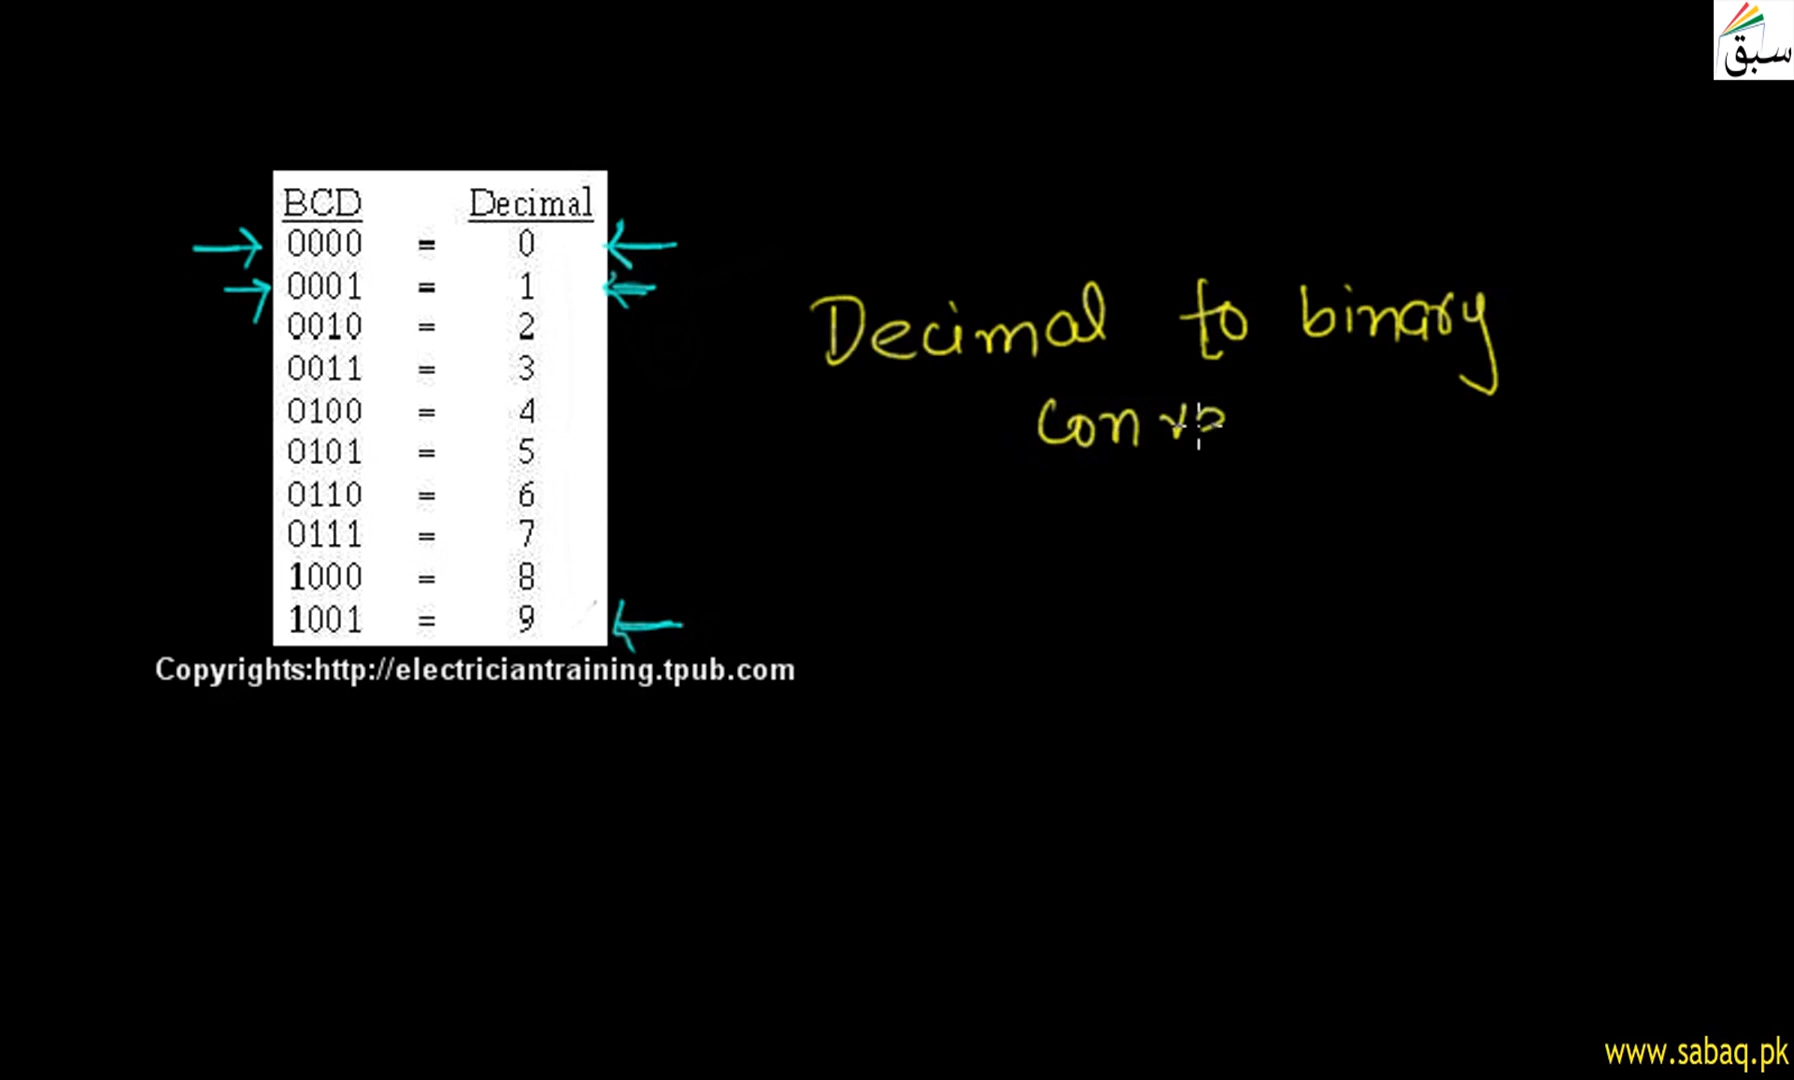 سبق
BCD Decimal
0000 = 0
0001 = 1
0010 = 2
0011 = 3
0100 = 4
0101 = 5
0110 = 6
0111 = 7
1000 = 8
1001 = 9
Copyrights:http://electriciantraining.tpub.com
Decimal to binary
www.sabaq.pk